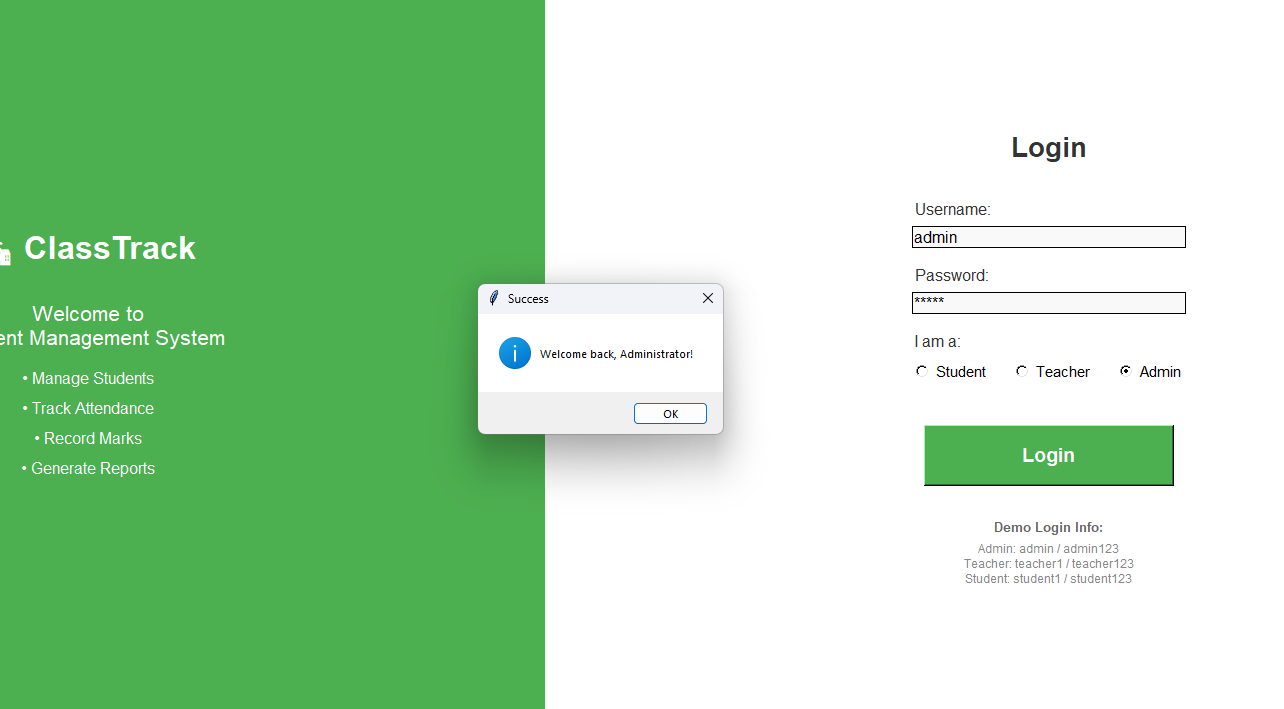 ClassTrack
Welcome to
ent Management System
• Manage Students
• Track Attendance
• Record Marks
• Generate Reports
Success
Welcome back, Administrator!
OK
Login
Username:
admin
Password:
*****
I am a:
Student Teacher Admin
Login
Demo Login Info:
Admin: admin / admin123
Teacher: teacher1 / teacher123
Student: student1 / student123